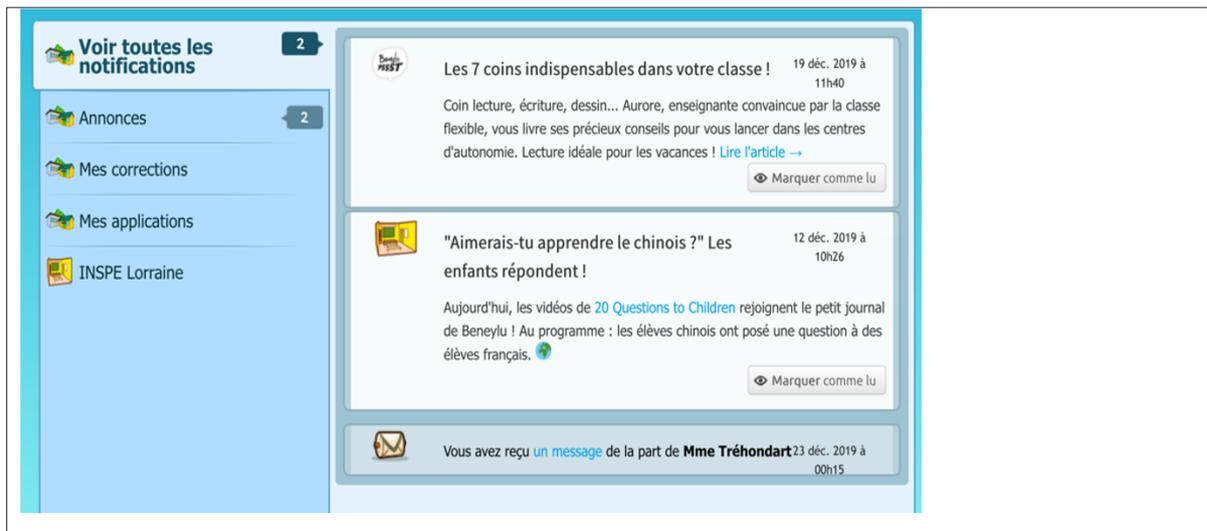 Voir toutes les
notifications
2
Annonces
2
Mes corrections
Mes applications
INSPE Lorraine
Beneylu
PSST
Les 7 coins indispensables dans votre classe !
19 déc. 2019 à
11h40
Coin lecture, écriture, dessin... Aurore, enseignante convaincue par la classe
flexible, vous livre ses précieux conseils pour vous lancer dans les centres
d'autonomie. Lecture idéale pour les vacances ! Lire l'article →
Marquer comme lu
"Aimerais-tu apprendre le chinois ?" Les
enfants répondent !
12 déc. 2019 à
10h26
Aujourd'hui, les vidéos de 20 Questions to Children rejoignent le petit journal
de Beneylu ! Au programme : les élèves chinois ont posé une question à des
élèves français.
Marquer comme lu
Vous avez reçu un message de la part de Mme Tréhondart
23 déc. 2019 à
00h15